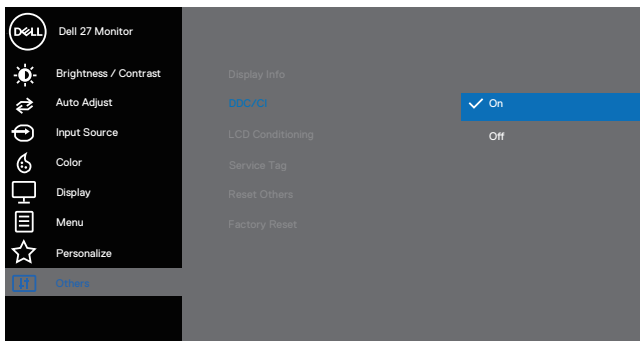 DELL
Dell 27 Monitor
Brightness / Contrast
Auto Adjust
Input Source
Color
Display
Menu
Personalize
Others
Display Info
DDC/CI
LCD Conditioning
Service Tag
Reset Others
Factory Reset
On
Off